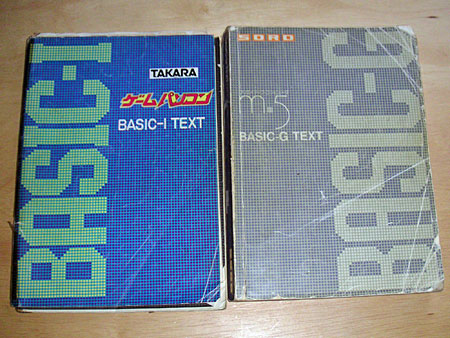 BASIC-I
TAKARA
ゲームパソコン
BASIC-I TEXT
SORD
m.5
BASIC-G TEXT
BASIC-G